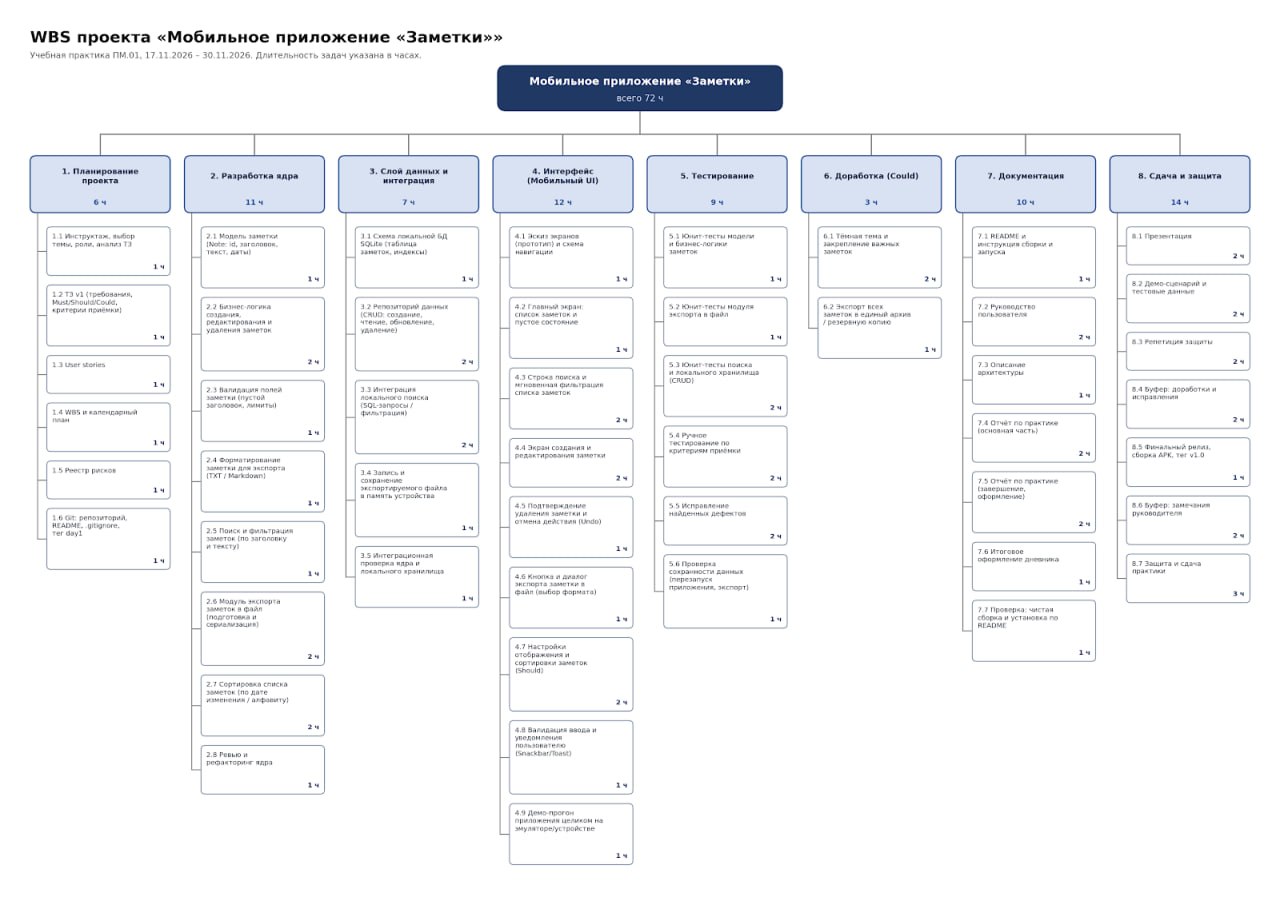 WBS проекта «Мобильное приложение «Заметки»»
Учебная практика ПМ.01, 17.11.2026 – 30.11.2026. Длительность задач указана в часах.
Мобильное приложение «Заметки»
всего 72 ч
1. Планирование
проекта
6 ч
1.1 Инструктаж, выбор
темы, роли, анализ ТЗ
1 ч
1.2 ТЗ v1 (требования,
Must/Should/Could,
критерии приёмки)
1 ч
1.3 User stories
1 ч
1.4 WBS и календарный
план
1 ч
1.5 Реестр рисков
1 ч
1.6 Git: репозиторий,
README, .gitignore,
тег day1
1 ч
2. Разработка ядра
11 ч
2.1 Модель заметки
(Note: id, заголовок,
текст, даты)
1 ч
2.2 Бизнес-логика
создания,
редактирования и
удаления заметок
2 ч
2.3 Валидация полей
заметки (пустой
заголовок, лимиты)
1 ч
2.4 Форматирование
заметки для экспорта
(TXT / Markdown)
1 ч
2.5 Поиск и фильтрация
заметок (по заголовку
и тексту)
1 ч
2.6 Модуль экспорта
заметок в файл
(подготовка и
сериализация)
2 ч
2.7 Сортировка списка
заметок (по дате
изменения / алфавиту)
2 ч
2.8 Ревью и
рефакторинг ядра
1 ч
3. Слой данных и
интеграция
7 ч
3.1 Схема локальной БД
SQLite (таблица
заметок, индексы)
1 ч
3.2 Репозиторий данных
(CRUD: создание,
чтение, обновление,
удаление)
2 ч
3.3 Интеграция
локального поиска
(SQL-запросы /
фильтрация)
2 ч
3.4 Запись и
сохранение
экспортируемого файла
в память устройства
1 ч
3.5 Интеграционная
проверка ядра и
локального хранилища
1 ч
4. Интерфейс
(Мобильный UI)
12 ч
4.1 Эскиз экранов
(прототип) и схема
навигации
1 ч
4.2 Главный экран:
список заметок и
пустое состояние
1 ч
4.3 Строка поиска и
мгновенная фильтрация
списка заметок
2 ч
4.4 Экран создания и
редактирования заметки
2 ч
4.5 Подтверждение
удаления заметки и
отмена действия (Undo)
1 ч
4.6 Кнопка и диалог
экспорта заметки в
файл (выбор формата)
1 ч
4.7 Настройки
отображения и
сортировки заметок
(Should)
2 ч
4.8 Валидация ввода и
уведомления
пользователю
(Snackbar/Toast)
1 ч
4.9 Демо-прогон
приложения целиком на
эмуляторе/устройстве
1 ч
5. Тестирование
9 ч
5.1 Юнит-тесты модели
и бизнес-логики
заметок
1 ч
5.2 Юнит-тесты модуля
экспорта в файл
1 ч
5.3 Юнит-тесты поиска
и локального хранилища
(CRUD)
2 ч
5.4 Ручное
тестирование по
критериям приёмки
2 ч
5.5 Исправление
найденных дефектов
2 ч
5.6 Проверка
сохранности данных
(перезапуск
приложения, экспорт)
1 ч
6. Доработка (Could)
3 ч
6.1 Тёмная тема и
закрепление важных
заметок
2 ч
6.2 Экспорт всех
заметок в единый архив
/ резервную копию
1 ч
7. Документация
10 ч
7.1 README и
инструкция сборки и
запуска
1 ч
7.2 Руководство
пользователя
2 ч
7.3 Описание
архитектуры
1 ч
7.4 Отчёт по практике
(основная часть)
2 ч
7.5 Отчёт по практике
(завершение,
оформление)
2 ч
7.6 Итоговое
оформление дневника
1 ч
7.7 Проверка: чистая
сборка и установка по
README
1 ч
8. Сдача и защита
14 ч
8.1 Презентация
2 ч
8.2 Демо-сценарий и
тестовые данные
2 ч
8.3 Репетиция защиты
2 ч
8.4 Буфер: доработки и
исправления
2 ч
8.5 Финальный релиз,
сборка APK, тег v1.0
1 ч
8.6 Буфер: замечания
руководителя
2 ч
8.7 Защита и сдача
практики
3 ч